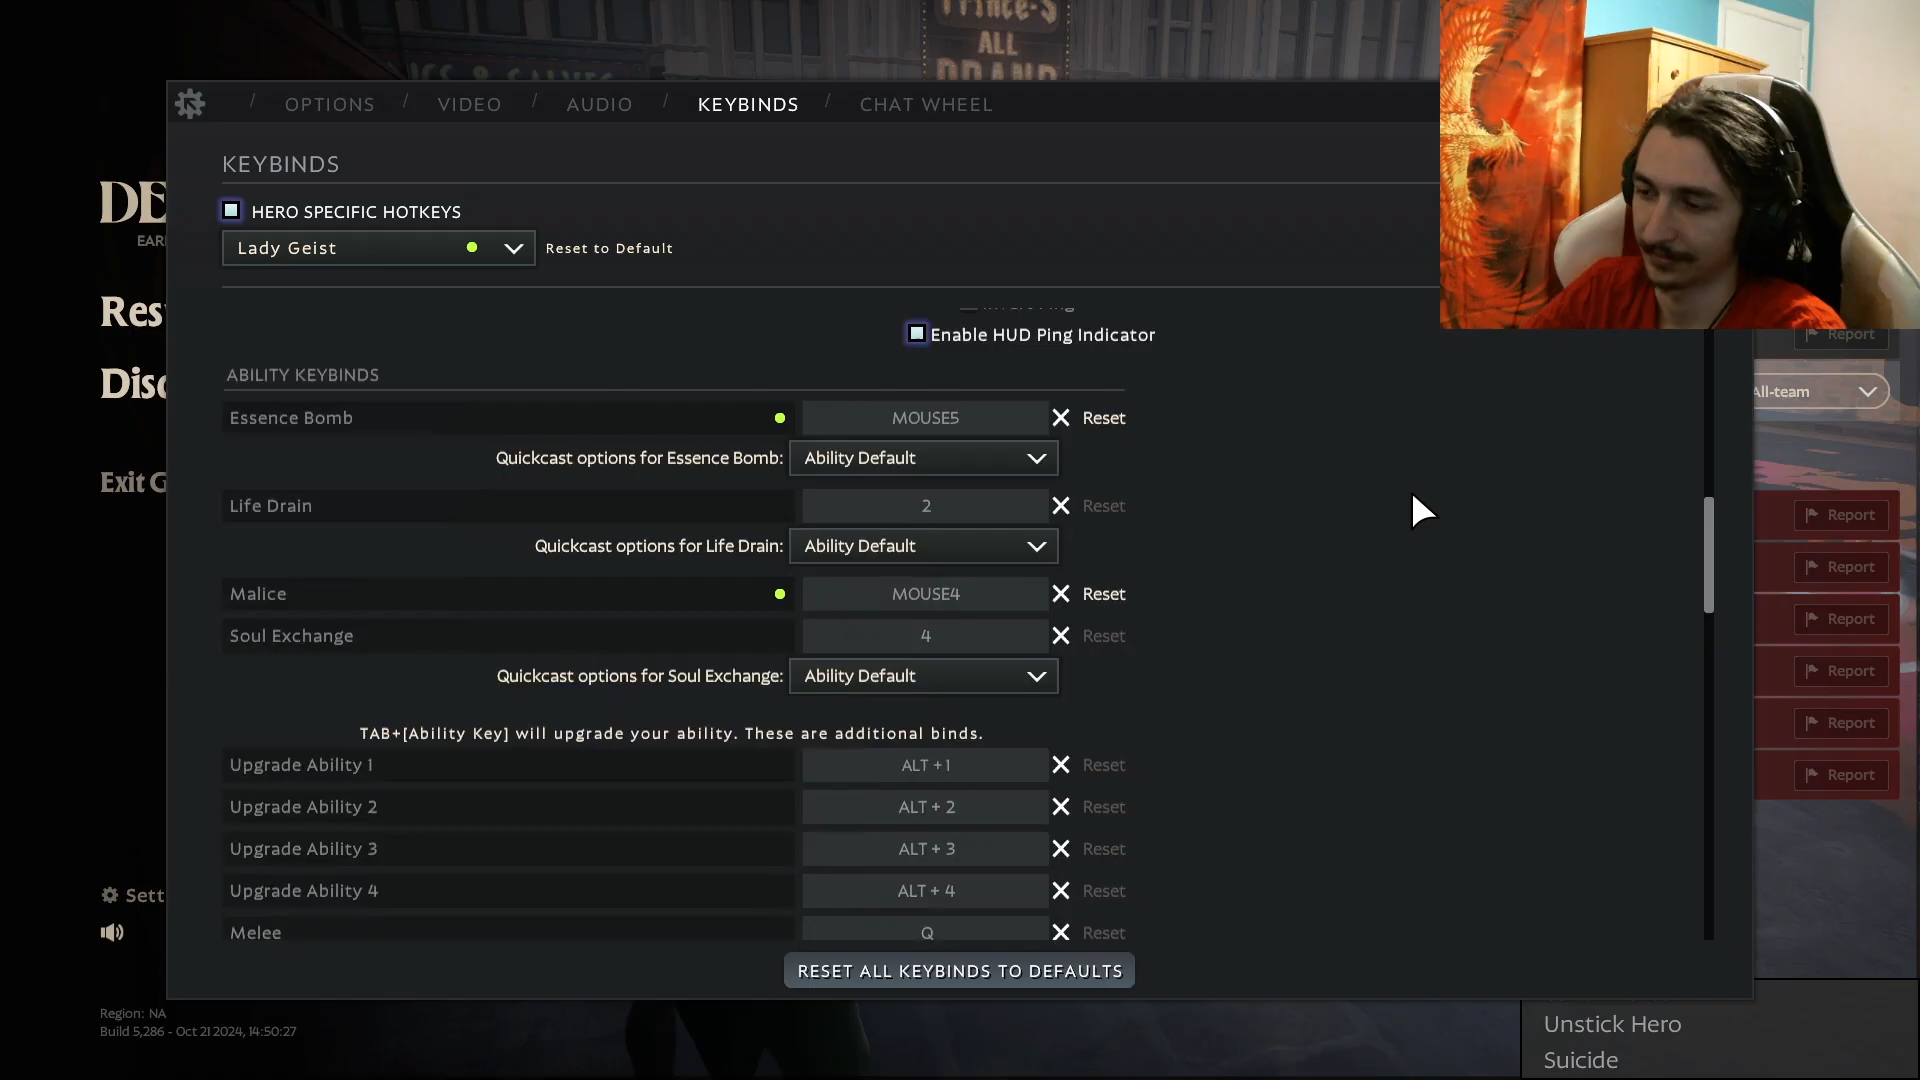 Prince-S
ALL
BRAND
OPTIONS / VIDEO / AUDIO / KEYBINDS / CHAT WHEEL
KEYBINDS
HERO SPECIFIC HOTKEYS
Lady Geist
Reset to Default
Enable HUD Ping Indicator
ABILITY KEYBINDS
Essence Bomb MOUSE5 Reset
Quickcast options for Essence Bomb: Ability Default
Life Drain 2 Reset
Quickcast options for Life Drain: Ability Default
Malice MOUSE4 Reset
Soul Exchange 4 Reset
Quickcast options for Soul Exchange: Ability Default
TAB+[Ability Key] will upgrade your ability. These are additional binds.
Upgrade Ability 1 ALT + 1 Reset
Upgrade Ability 2 ALT + 2 Reset
Upgrade Ability 3 ALT + 3 Reset
Upgrade Ability 4 ALT + 4 Reset
Melee Q Reset
RESET ALL KEYBINDS TO DEFAULTS
DE
EAR
Res
Disc
Exit G
Sett
Region: NA
Build 5,286 - Oct 21 2024, 14:50:27
Report
All-team
Report
Report
Report
Report
Report
Report
Unstick Hero
Suicide